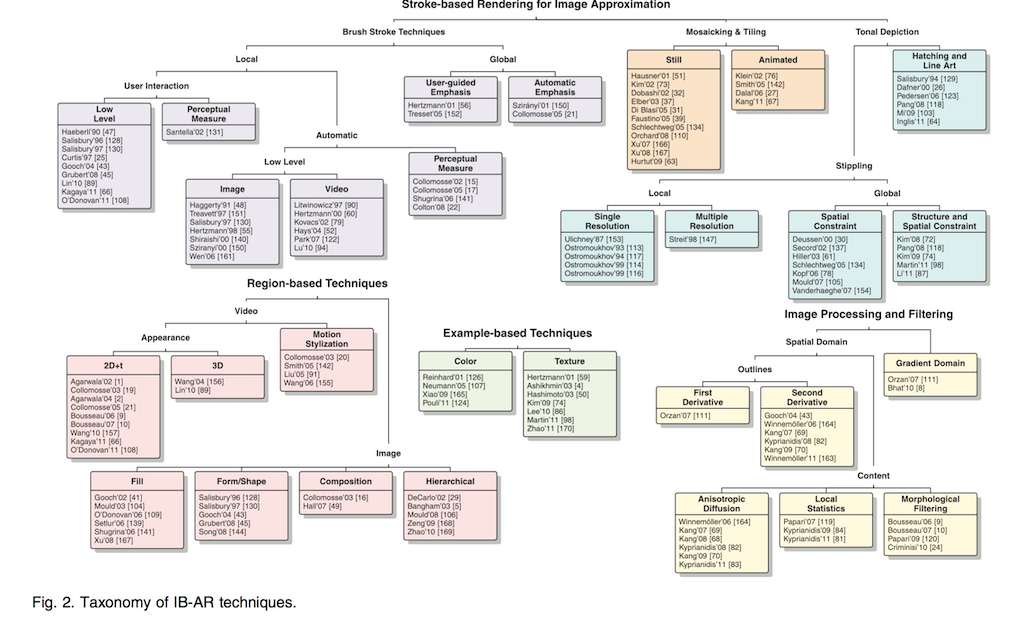 Stroke-based Rendering for Image Approximation
Brush Stroke Techniques
Mosaicking & Tiling
Tonal Depiction
Local
Global
User Interaction
Low
Level
Haeberli'90 [47]
Salisbury'96 [128]
Salisbury'97 [130]
Curtis'97 [25]
Gooch'04 [43]
Grubert'08 [45]
Lin'10 [89]
Kagaya'11 [66]
O'Donovan'11 [108]
Perceptual
Measure
Santella'02 [131]
Automatic
Low Level
Image
Haggerty'91 [48]
Treavett'97 [151]
Salisbury'97 [130]
Hertzmann'98 [55]
Shiraishi'00 [140]
Sziranyi'00 [150]
Wen'06 [161]
Video
Litwinowicz'97 [90]
Hertzmann'00 [60]
Kovacs'02 [79]
Hays'04 [52]
Park'07 [122]
Lu'10 [94]
Perceptual
Measure
Collomosse'02 [15]
Collomosse'05 [17]
Shugrina'06 [141]
Colton'08 [22]
User-guided
Emphasis
Hertzmann'01 [56]
Tresset'05 [152]
Automatic
Emphasis
Szirányi'01 [150]
Collomosse'05 [21]
Still
Hausner'01 [51]
Kim'02 [73]
Dobashi'02 [32]
Elber'03 [37]
Di Blasi'05 [31]
Faustino'05 [39]
Schlechtweg'05 [134]
Orchard'08 [110]
Xu'07 [166]
Xu'08 [167]
Hurtut'09 [63]
Animated
Klein'02 [76]
Smith'05 [142]
Dalal'06 [27]
Kang'11 [67]
Hatching and
Line Art
Salisbury'94 [129]
Dafner'00 [26]
Pedersen'06 [123]
Pang'08 [118]
Mi'09 [103]
Inglis'11 [64]
Stippling
Local
Global
Single
Resolution
Ulichney'87 [153]
Ostromoukhov'93 [113]
Ostromoukhov'94 [117]
Ostromoukhov'99 [114]
Ostromoukhov'99 [116]
Multiple
Resolution
Streit'98 [147]
Spatial
Constraint
Deussen'00 [30]
Secord'02 [137]
Hiller'03 [61]
Schlechtweg'05 [134]
Kopf'06 [78]
Mould'07 [105]
Vanderhaeghe'07 [154]
Structure and
Spatial Constraint
Kim'08 [72]
Pang'08 [118]
Kim'09 [74]
Martin'11 [98]
Li'11 [87]
Region-based Techniques
Video
Appearance
2D+t
Agarwala'02 [1]
Collomosse'03 [19]
Agarwala'04 [2]
Collomosse'05 [21]
Bousseau'06 [9]
Bousseau'07 [10]
Wang'10 [157]
Kagaya'11 [66]
O'Donovan'11 [108]
3D
Wang'04 [156]
Lin'10 [89]
Motion
Stylization
Collomosse'03 [20]
Smith'05 [142]
Liu'05 [91]
Wang'06 [155]
Image
Fill
Gooch'02 [41]
Mould'03 [104]
O'Donovan'06 [109]
Setlur'06 [139]
Shugrina'06 [141]
Xu'08 [167]
Form/Shape
Salisbury'96 [128]
Salisbury'97 [130]
Gooch'04 [43]
Grubert'08 [45]
Song'08 [144]
Composition
Collomosse'03 [16]
Hall'07 [49]
Hierarchical
DeCarlo'02 [29]
Bangham'03 [5]
Mould'08 [106]
Zeng'09 [168]
Zhao'10 [169]
Example-based Techniques
Color
Reinhard'01 [126]
Neumann'05 [107]
Xiao'09 [165]
Pouli'11 [124]
Texture
Hertzmann'01 [59]
Ashikhmin'03 [4]
Hashimoto'03 [50]
Kim'09 [74]
Lee'10 [86]
Martin'11 [98]
Zhao'11 [170]
Image Processing and Filtering
Spatial Domain
Outlines
First
Derivative
Orzan'07 [111]
Second
Derivative
Gooch'04 [43]
Winnemöller'06 [164]
Kang'07 [69]
Kyprianidis'08 [82]
Kang'09 [70]
Winnemöller'11 [163]
Gradient Domain
Orzan'07 [111]
Bhat'10 [8]
Content
Anisotropic
Diffusion
Winnemöller'06 [164]
Kang'07 [69]
Kang'08 [68]
Kyprianidis'08 [82]
Kang'09 [70]
Kyprianidis'11 [83]
Local
Statistics
Papari'07 [119]
Kyprianidis'09 [84]
Kyprianidis'11 [81]
Morphological
Filtering
Bousseau'06 [9]
Bousseau'07 [10]
Papari'09 [120]
Criminisi'10 [24]
Fig. 2. Taxonomy of IB-AR techniques.